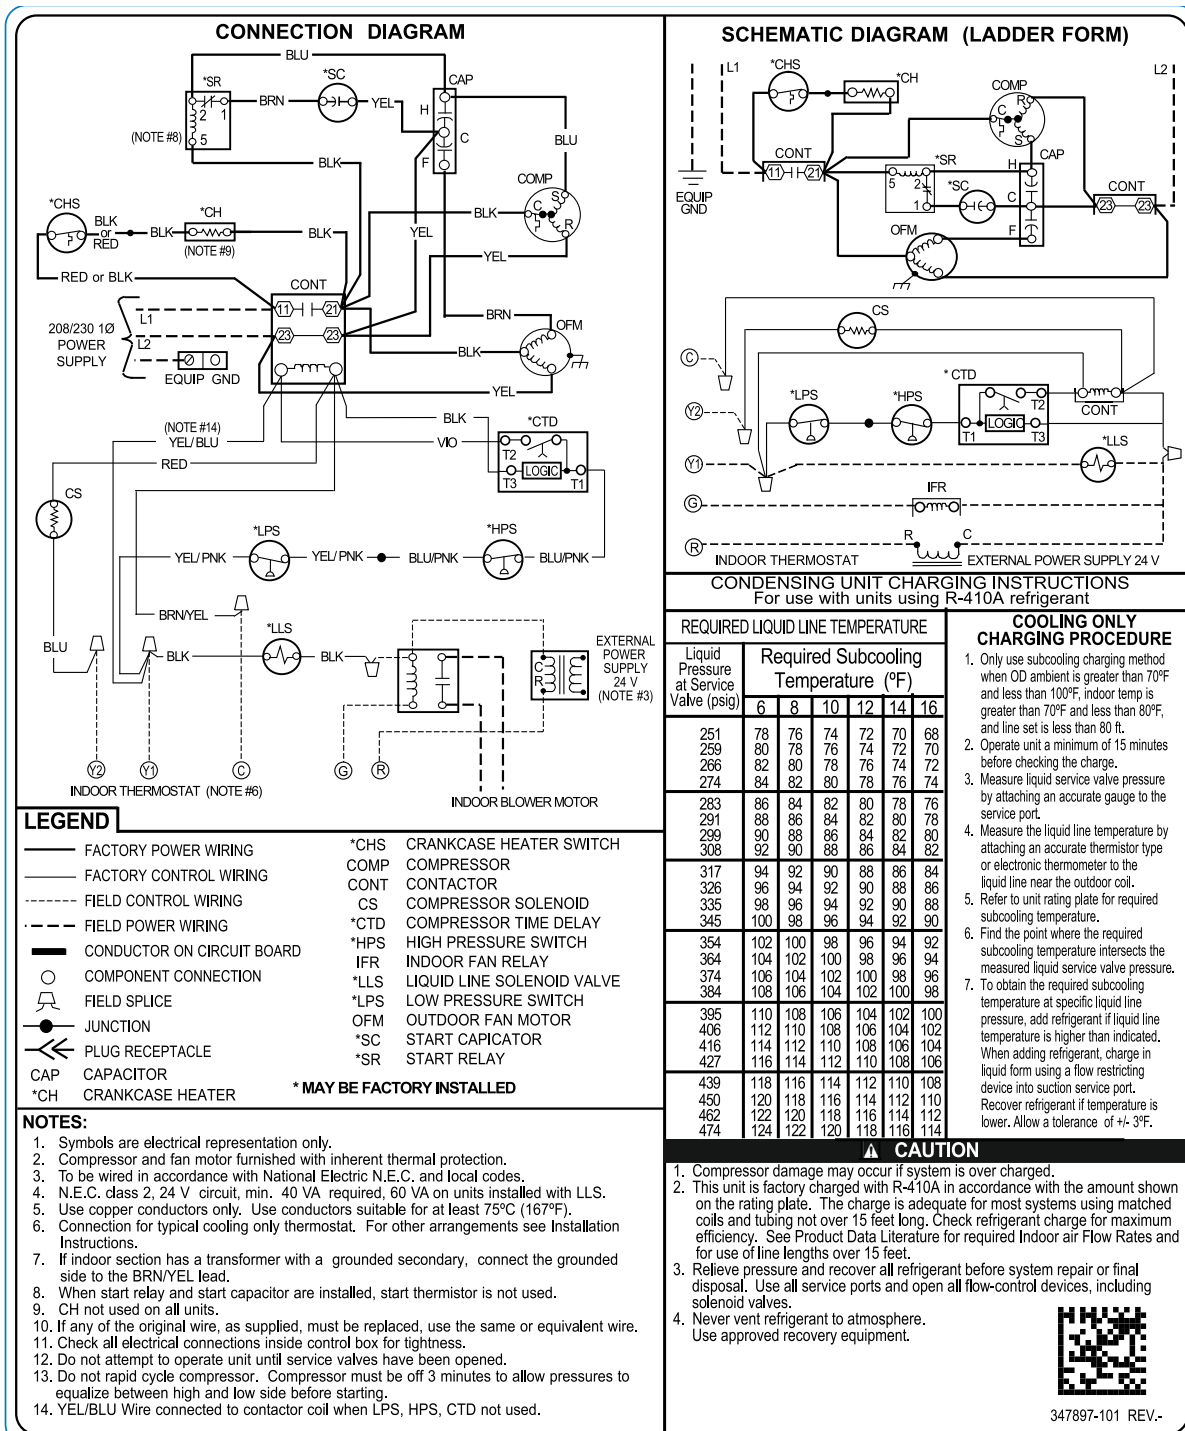 CONNECTION DIAGRAM
BLU
*SR
*SC
CAP
2 1
BRN
YEL
H
C
F
5
(NOTE #8)
BLK
BLU
COMP
S
C
R
*CHS
BLK
or
RED
BLK
*CH
(NOTE #9)
BLK
BLK
YEL
YEL
RED or BLK
CONT
11
21
23
23
L1
L2
208/230 1Ø
POWER
SUPPLY
EQUIP GND
BRN
OFM
BLK
YEL
(NOTE #14)
YEL/BLU
BLK
VIO
*CTD
T2
T3
LOGIC
T1
RED
CS
*LPS
*HPS
YEL/PNK
YEL/PNK
BLU/PNK
BLU/PNK
BRN/YEL
*LLS
BLU
BLK
BLK
C
R
EXTERNAL
POWER
SUPPLY
24 V
(NOTE #3)
Y2
Y1
C
G
R
INDOOR THERMOSTAT (NOTE #6)
INDOOR BLOWER MOTOR
LEGEND
FACTORY POWER WIRING
FACTORY CONTROL WIRING
FIELD CONTROL WIRING
FIELD POWER WIRING
CONDUCTOR ON CIRCUIT BOARD
COMPONENT CONNECTION
FIELD SPLICE
JUNCTION
PLUG RECEPTACLE
CAP CAPACITOR
*CH CRANKCASE HEATER
*CHS CRANKCASE HEATER SWITCH
COMP COMPRESSOR
CONT CONTACTOR
CS COMPRESSOR SOLENOID
*CTD COMPRESSOR TIME DELAY
*HPS HIGH PRESSURE SWITCH
IFR INDOOR FAN RELAY
*LLS LIQUID LINE SOLENOID VALVE
*LPS LOW PRESSURE SWITCH
OFM OUTDOOR FAN MOTOR
*SC START CAPICATOR
*SR START RELAY
* MAY BE FACTORY INSTALLED
NOTES:
1. Symbols are electrical representation only.
2. Compressor and fan motor furnished with inherent thermal protection.
3. To be wired in accordance with National Electric N.E.C. and local codes.
4. N.E.C. class 2, 24 V circuit, min. 40 VA required, 60 VA on units installed with LLS.
5. Use copper conductors only. Use conductors suitable for at least 75ºC (167ºF).
6. Connection for typical cooling only thermostat. For other arrangements see Installation
Instructions.
7. If indoor section has a transformer with a grounded secondary, connect the grounded
side to the BRN/YEL lead.
8. When start relay and start capacitor are installed, start thermistor is not used.
9. CH not used on all units.
10. If any of the original wire, as supplied, must be replaced, use the same or equivalent wire.
11. Check all electrical connections inside control box for tightness.
12. Do not attempt to operate unit until service valves have been opened.
13. Do not rapid cycle compressor. Compressor must be off 3 minutes to allow pressures to
equalize between high and low side before starting.
14. YEL/BLU Wire connected to contactor coil when LPS, HPS, CTD not used.
SCHEMATIC DIAGRAM (LADDER FORM)
L1
*CHS
*CH
COMP
L2
R
C
S
CONT
11
21
*SR
5
2
1
*SC
H
CAP
C
F
CONT
23
23
EQUIP
GND
OFM
CS
C
*LPS
*HPS
* CTD
T2
T1
LOGIC
T3
CONT
Y2
*LLS
Y1
IFR
G
R
C
R
INDOOR THERMOSTAT
EXTERNAL POWER SUPPLY 24 V
CONDENSING UNIT CHARGING INSTRUCTIONS
For use with units using R-410A refrigerant
REQUIRED LIQUID LINE TEMPERATURE
Liquid
Pressure
at Service
Valve (psig)
Required Subcooling
Temperature (ºF)
6 8 10 12 14 16
251 78 76 74 72 70 68
259 80 78 76 74 72 70
266 82 80 78 76 74 72
274 84 82 80 78 76 74
283 86 84 82 80 78 76
291 88 86 84 82 80 78
299 90 88 86 84 82 80
308 92 90 88 86 84 82
317 94 92 90 88 86 84
326 96 94 92 90 88 86
335 98 96 94 92 90 88
345 100 98 96 94 92 90
354 102 100 98 96 94 92
364 104 102 100 98 96 94
374 106 104 102 100 98 96
384 108 106 104 102 100 98
395 110 108 106 104 102 100
406 112 110 108 106 104 102
416 114 112 110 108 106 104
427 116 114 112 110 108 106
439 118 116 114 112 110 108
450 120 118 116 114 112 110
462 122 120 118 116 114 112
474 124 122 120 118 116 114
COOLING ONLY
CHARGING PROCEDURE
1. Only use subcooling charging method
when OD ambient is greater than 70ºF
and less than 100ºF, indoor temp is
greater than 70ºF and less than 80ºF,
and line set is less than 80 ft.
2. Operate unit a minimum of 15 minutes
before checking the charge.
3. Measure liquid service valve pressure
by attaching an accurate gauge to the
service port.
4. Measure the liquid line temperature by
attaching an accurate thermistor type
or electronic thermometer to the
liquid line near the outdoor coil.
5. Refer to unit rating plate for required
subcooling temperature.
6. Find the point where the required
subcooling temperature intersects the
measured liquid service valve pressure.
7. To obtain the required subcooling
temperature at specific liquid line
pressure, add refrigerant if liquid line
temperature is higher than indicated.
When adding refrigerant, charge in
liquid form using a flow restricting
device into suction service port.
Recover refrigerant if temperature is
lower. Allow a tolerance of +/- 3ºF.
CAUTION
1. Compressor damage may occur if system is over charged.
2. This unit is factory charged with R-410A in accordance with the amount shown
on the rating plate. The charge is adequate for most systems using matched
coils and tubing not over 15 feet long. Check refrigerant charge for maximum
efficiency. See Product Data Literature for required Indoor air Flow Rates and
for use of line lengths over 15 feet.
3. Relieve pressure and recover all refrigerant before system repair or final
disposal. Use all service ports and open all flow-control devices, including
solenoid valves.
4. Never vent refrigerant to atmosphere.
Use approved recovery equipment.
347897-101 REV.-